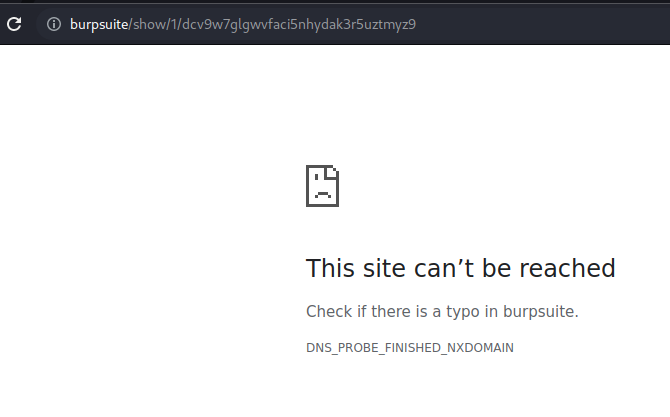 burpsuite/show/1/dcv9w7glgwvfaci5nhydak3r5uztmyz9
This site can’t be reached
Check if there is a typo in burpsuite.
DNS_PROBE_FINISHED_NXDOMAIN